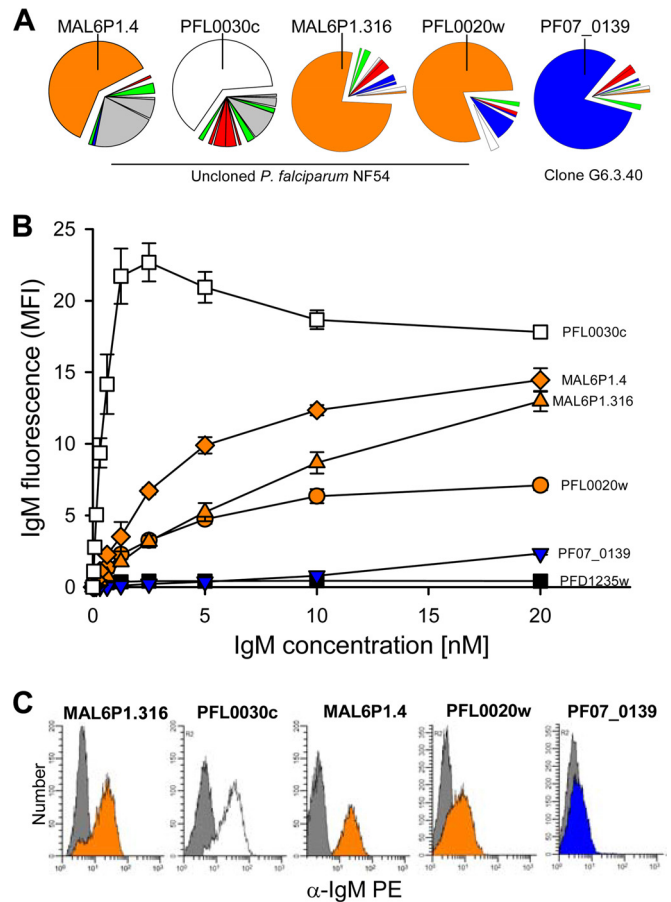 A
MAL6P1.4 PFL0030c MAL6P1.316 PFL0020w PF07_0139
Uncloned P. falciparum NF54
Clone G6.3.40
B
IgM fluorescence (MFI)
25
20
15
10
5
0
PFL0030c
MAL6P1.4
MAL6P1.316
PFL0020w
PF07_0139
PFD1235w
0 5 10 15 20
IgM concentration [nM]
C
MAL6P1.316 PFL0030c MAL6P1.4 PFL0020w PF07_0139
Number
α-IgM PE